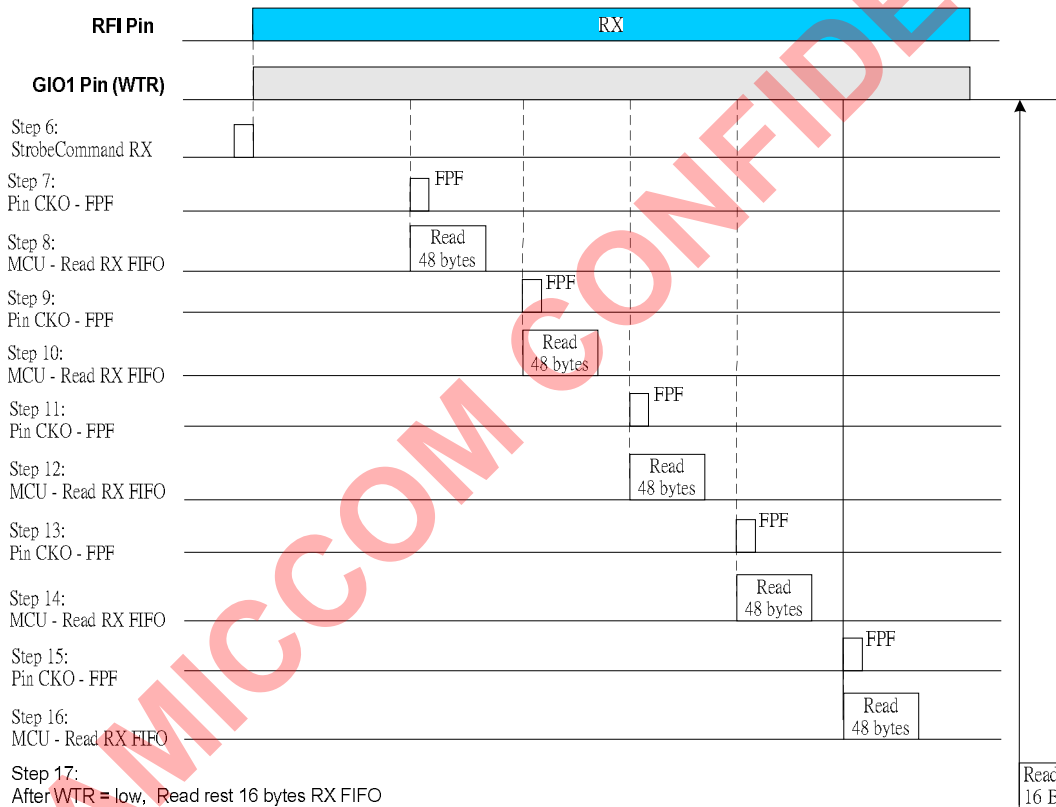 RFI Pin
RX
GIO1 Pin (WTR)
Step 6:
StrobeCommand RX
Step 7:
Pin CKO - FPF
FPF
Step 8:
MCU - Read RX FIFO
Read
48 bytes
Step 9:
Pin CKO - FPF
FPF
Step 10:
MCU - Read RX FIFO
Read
48 bytes
Step 11:
Pin CKO - FPF
FPF
Step 12:
MCU - Read RX FIFO
Read
48 bytes
Step 13:
Pin CKO - FPF
FPF
Step 14:
MCU - Read RX FIFO
Read
48 bytes
Step 15:
Pin CKO - FPF
FPF
Step 16:
MCU - Read RX FIFO
Read
48 bytes
Step 17:
After WTR = low, Read rest 16 bytes RX FIFO
Read
16 B
AMICCOM CONFIDE